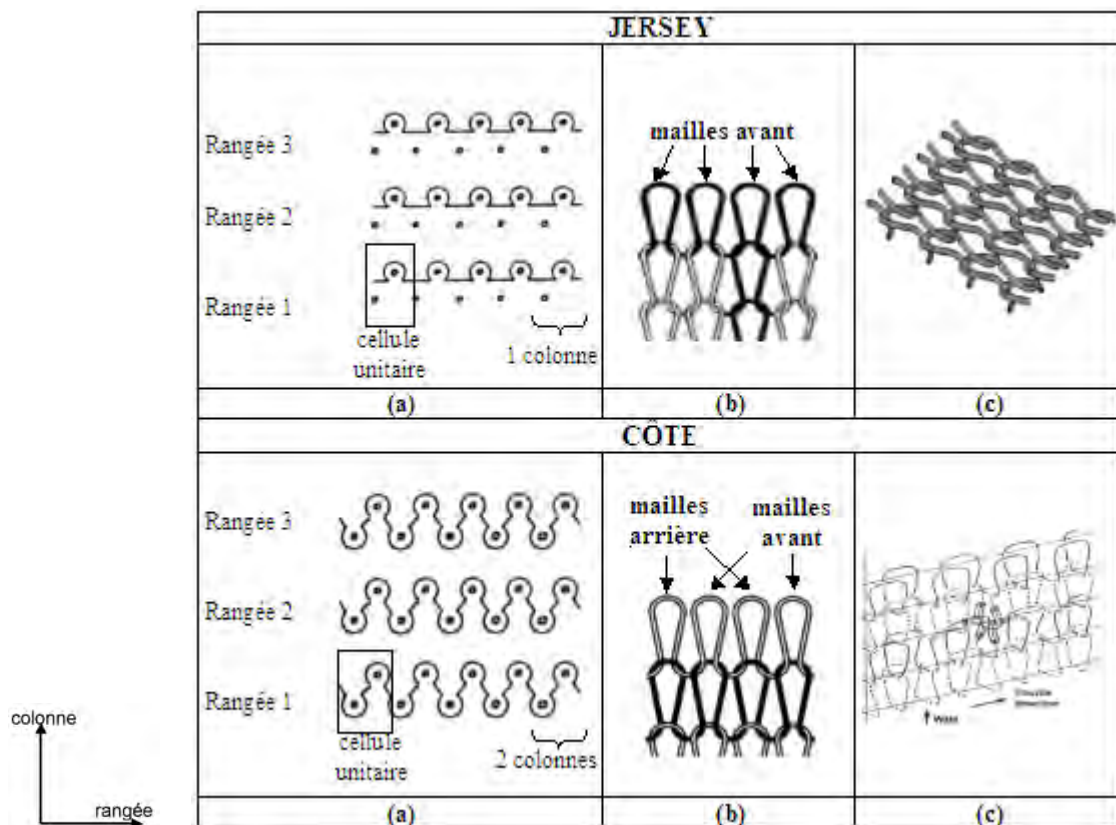 JERSEY
Rangée 3
Rangée 2
Rangée 1
cellule
unitaire
1 colonne
mailles avant
(a)
(b)
(c)
CÔTE
Rangée 3
Rangée 2
Rangée 1
cellule
unitaire
2 colonnes
mailles
arrière
mailles
avant
(a)
(b)
(c)
colonne
rangée